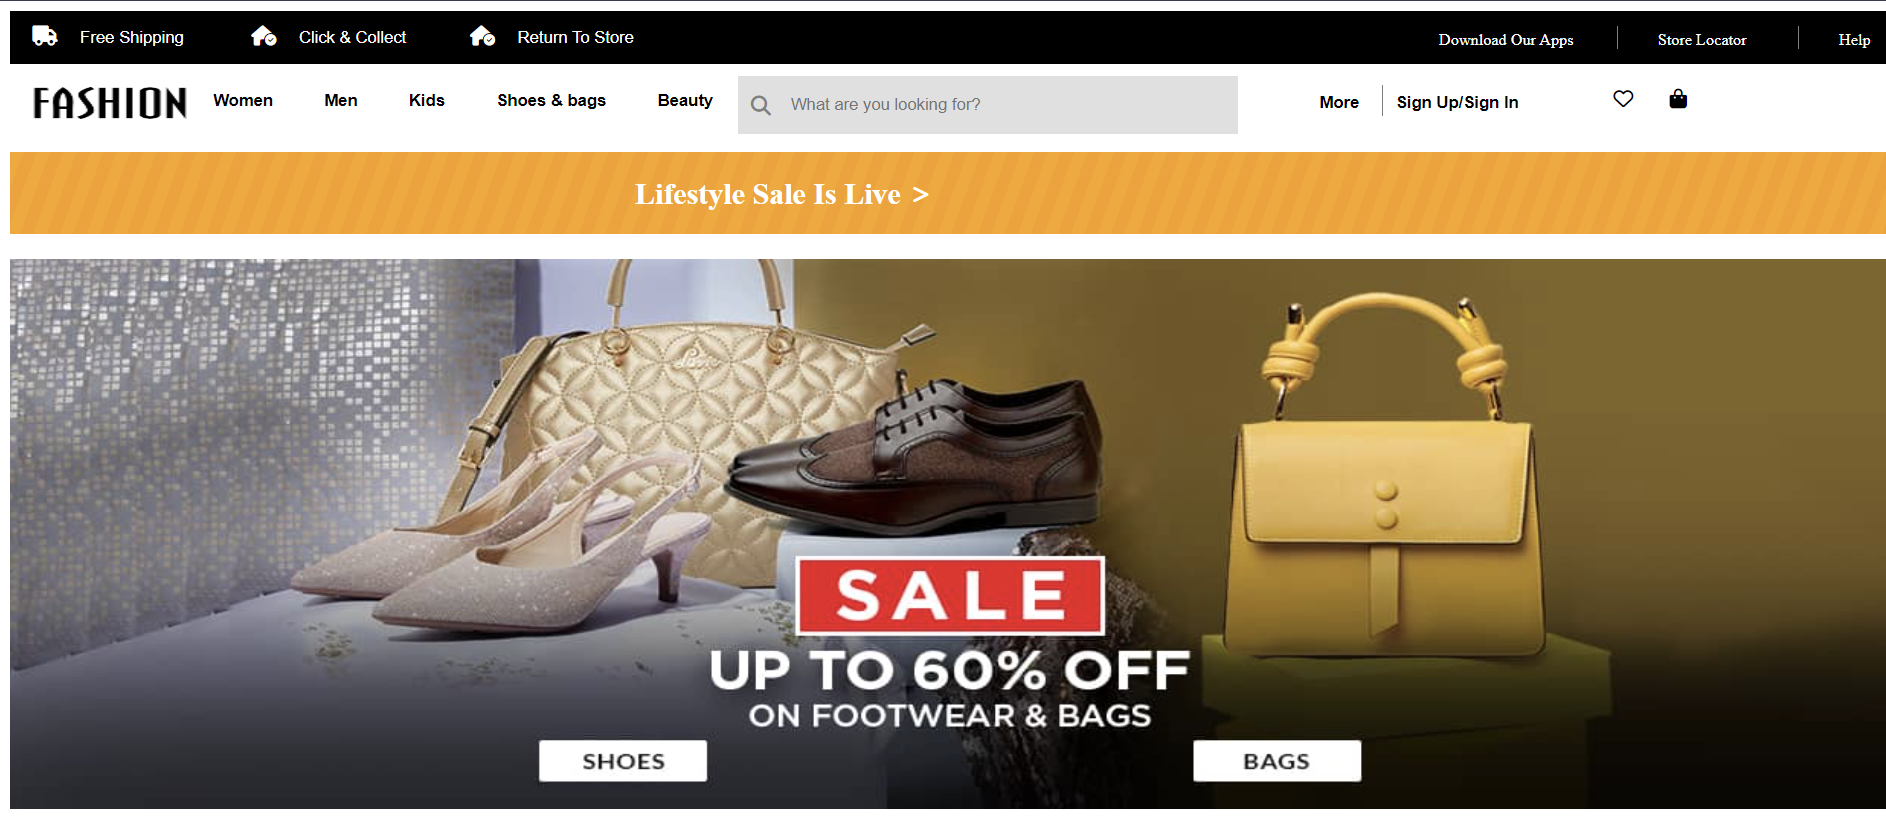 Free Shipping
Click & Collect
Return To Store
Download Our Apps
Store Locator
Help
FASHION
Women
Men
Kids
Shoes & bags
Beauty
What are you looking for?
More
Sign Up/Sign In
Lifestyle Sale Is Live >
SALE
UP TO 60% OFF
ON FOOTWEAR & BAGS
SHOES
BAGS